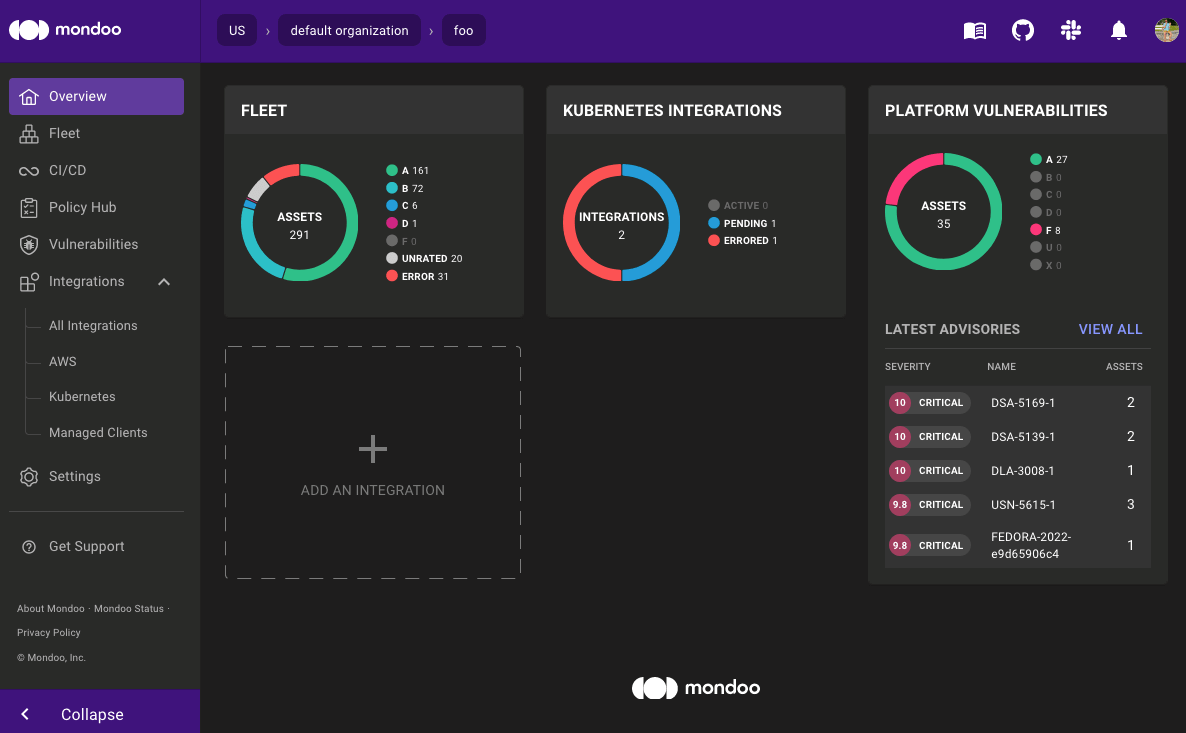 mondoo
US › default organization › foo
Overview
Fleet
CI/CD
Policy Hub
Vulnerabilities
Integrations
All Integrations
AWS
Kubernetes
Managed Clients
Settings
Get Support
About Mondoo · Mondoo Status ·
Privacy Policy
© Mondoo, Inc.
Collapse
FLEET
ASSETS
291
A 161
B 72
C 6
D 1
F 0
UNRATED 20
ERROR 31
KUBERNETES INTEGRATIONS
INTEGRATIONS
2
ACTIVE 0
PENDING 1
ERRORED 1
PLATFORM VULNERABILITIES
ASSETS
35
A 27
B 0
C 0
D 0
F 8
U 0
X 0
LATEST ADVISORIES VIEW ALL
SEVERITY NAME ASSETS
10 CRITICAL DSA-5169-1 2
10 CRITICAL DSA-5139-1 2
10 CRITICAL DLA-3008-1 1
9.8 CRITICAL USN-5615-1 3
9.8 CRITICAL FEDORA-2022- 1
e9d65906c4
ADD AN INTEGRATION
mondoo